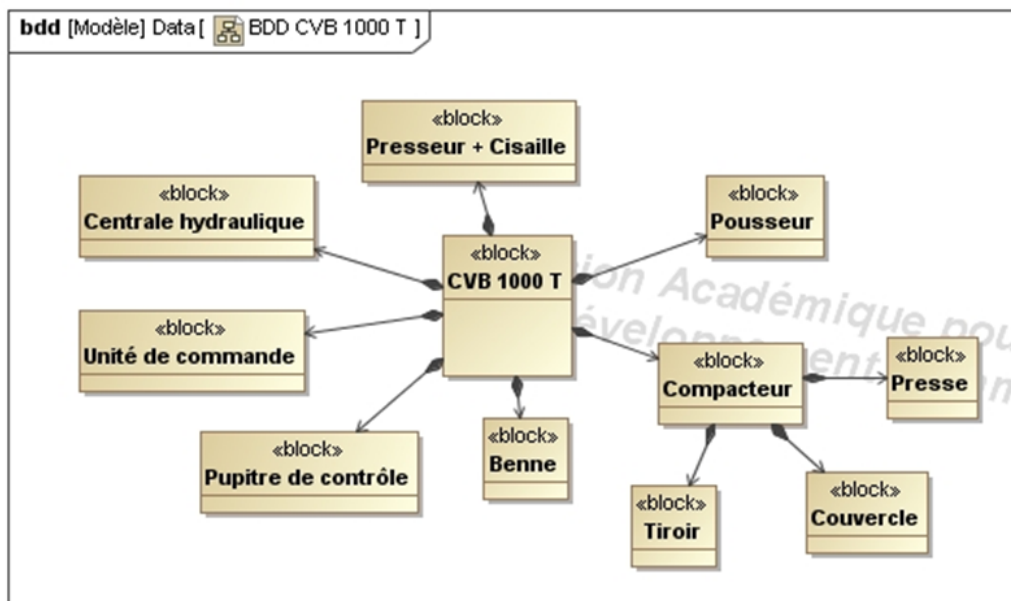 bdd [Modèle] Data [ BDD CVB 1000 T ]
«block»
Presseur + Cisaille
«block»
Centrale hydraulique
«block»
Pousseur
«block»
CVB 1000 T
«block»
Unité de commande
«block»
Compacteur
«block»
Presse
«block»
Pupitre de contrôle
«block»
Benne
«block»
Tiroir
«block»
Couvercle
Académique